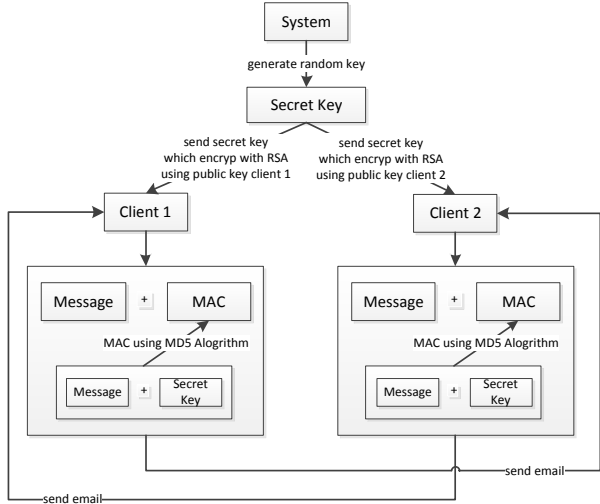 System
generate random key
Secret Key
send secret key
which encryp with RSA
using public key client 1
send secret key
which encryp with RSA
using public key client 2
Client 1
Client 2
Message + MAC
MAC using MD5 Alogrithm
Message + Secret
Key
Message + MAC
MAC using MD5 Alogrithm
Message + Secret
Key
send email
send email